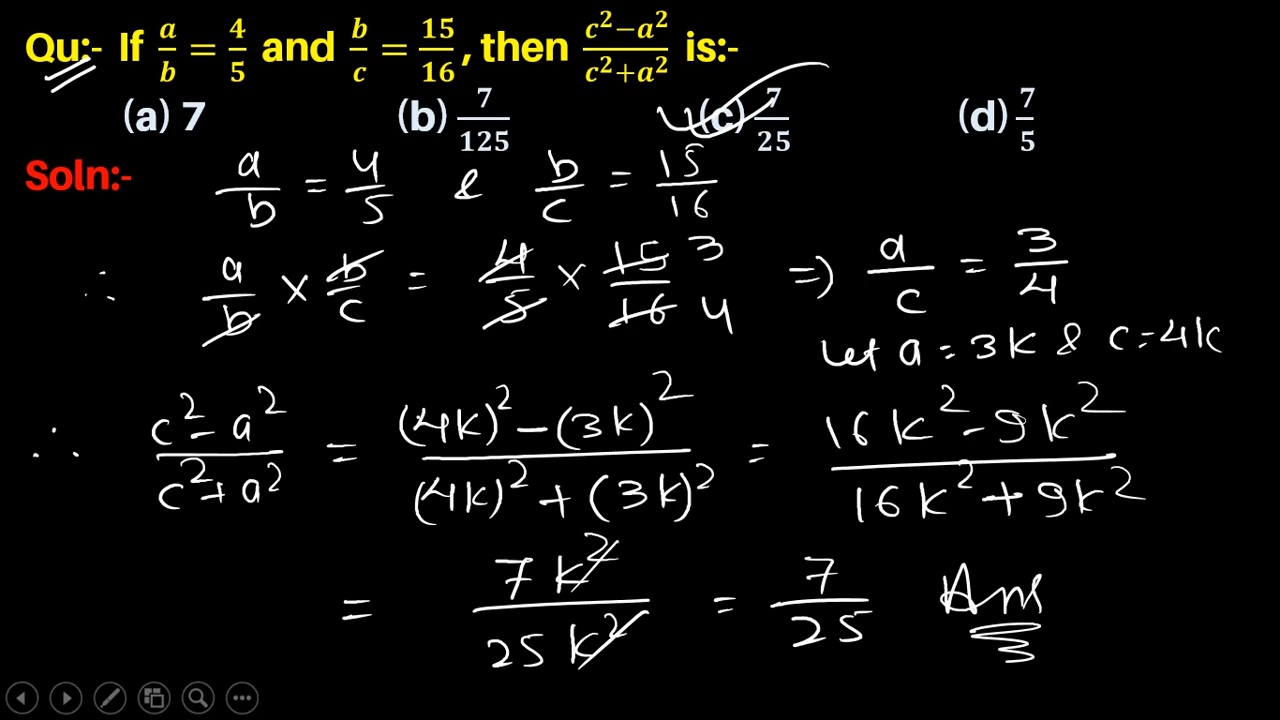 Qu:- If a/b = 4/5 and b/c = 15/16, then (c²−a²)/(c²+a²) is:-
(a) 7 (b) 7/125 (c) 7/25 (d) 7/5
Soln:- a/b = 4/5 & b/c = 15/16
∴ a/b × b/c = 4/5 × 15/16 3 4 ⇒ a/c = 3/4
Let a = 3k & c = 4k
∴ (c² - a²)/(c² + a²) = ((4k)² − (3k)²)/((4k)² + (3k)²) = (16k² - 9k²)/(16k² + 9k²)
= 7k²/25k² = 7/25 Ans